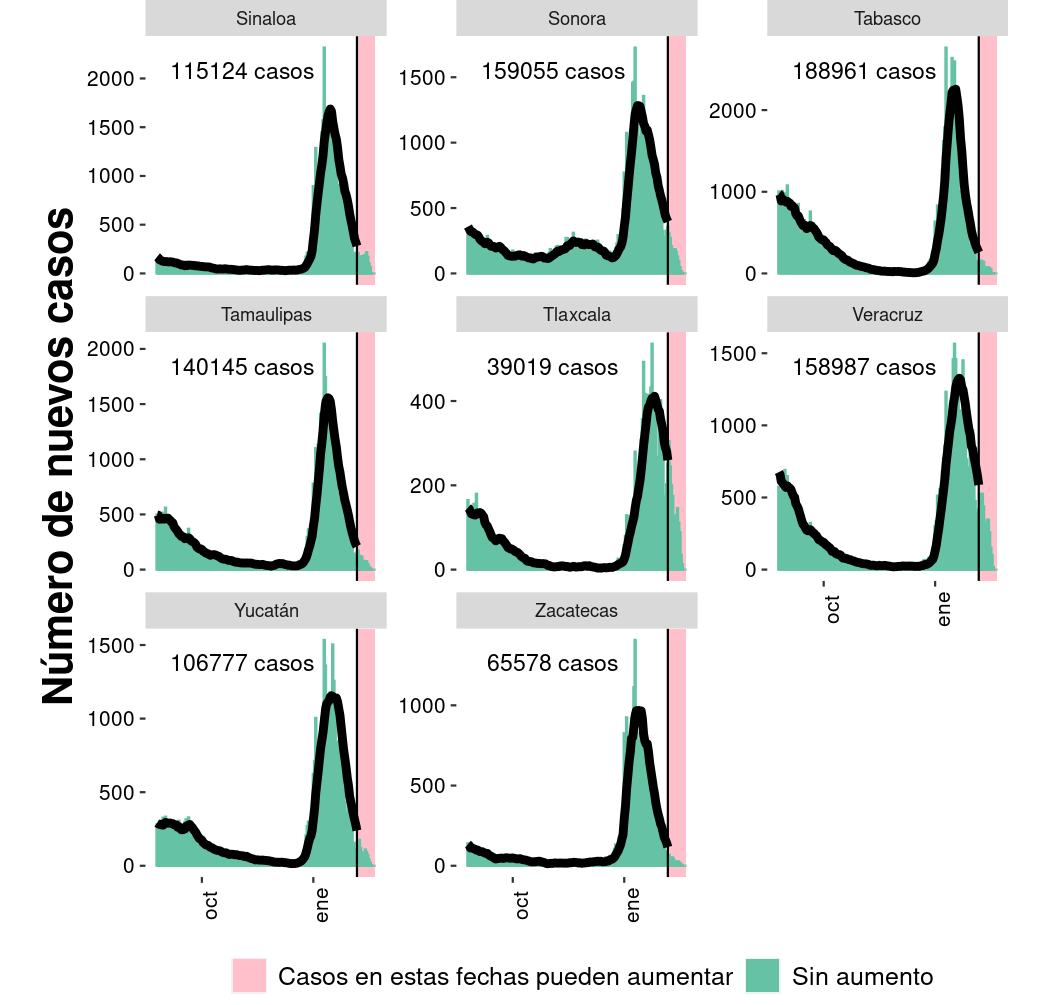 Número de nuevos casos
Sinaloa
115124 casos
2000
1500
1000
500
0
Sonora
159055 casos
1500
1000
500
0
Tabasco
188961 casos
2000
1000
0
Tamaulipas
140145 casos
2000
1500
1000
500
0
Tlaxcala
39019 casos
400
200
0
Veracruz
158987 casos
1500
1000
500
0
oct
ene
Yucatán
106777 casos
1500
1000
500
0
oct
ene
Zacatecas
65578 casos
1000
500
0
oct
ene
Casos en estas fechas pueden aumentar
Sin aumento